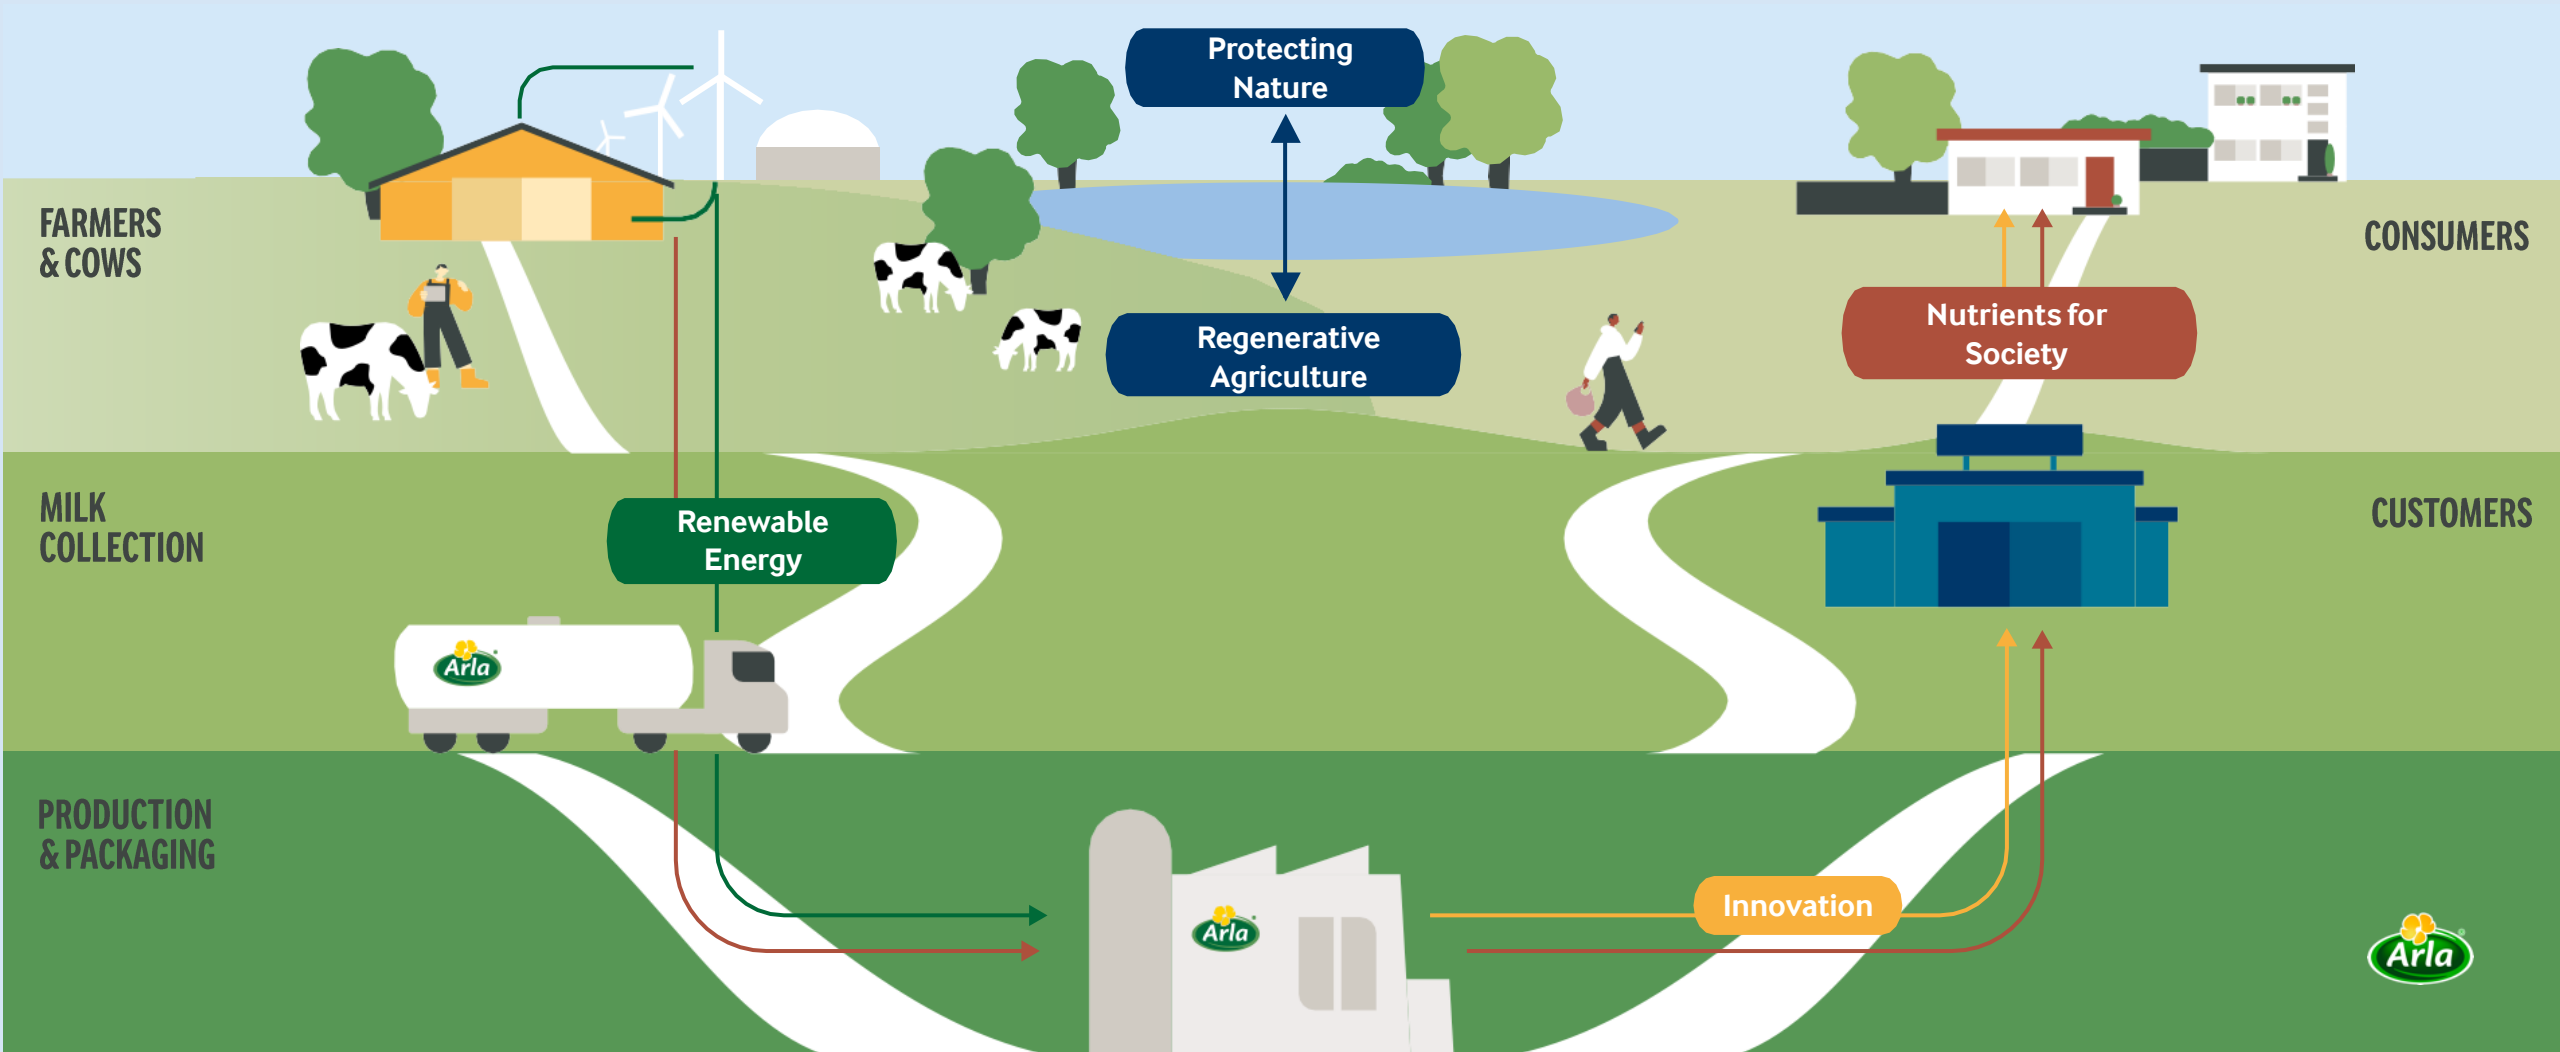 Protecting
Nature
FARMERS
& COWS
CONSUMERS
Nutrients for
Society
Regenerative
Agriculture
MILK
COLLECTION
Renewable
Energy
CUSTOMERS
Arla
PRODUCTION
& PACKAGING
Innovation
Arla
Arla